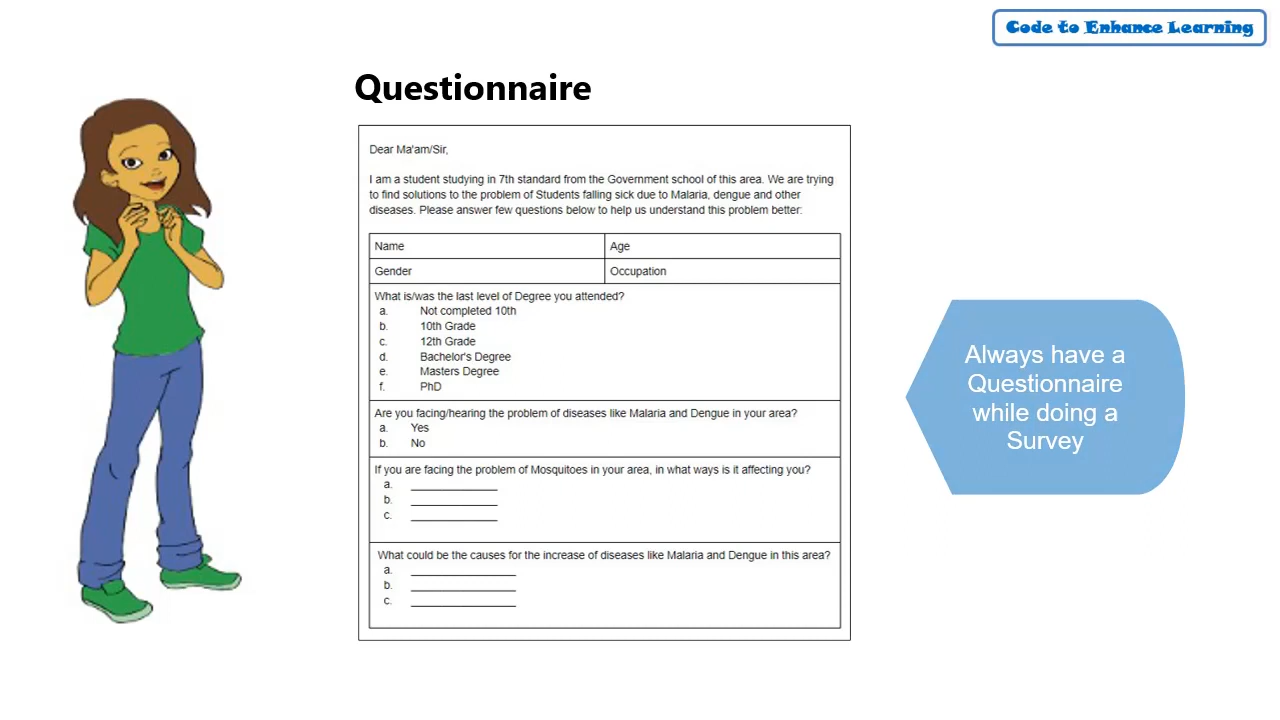 Code to Enhance Learning
Questionnaire
Dear Ma'am/Sir,
I am a student studying in 7th standard from the Government school of this area. We are trying
to find solutions to the problem of Students falling sick due to Malaria, dengue and other
diseases. Please answer few questions below to help us understand this problem better:
Name Age
Gender Occupation
What is/was the last level of Degree you attended?
a. Not completed 10th
b. 10th Grade
c. 12th Grade
d. Bachelor's Degree
e. Masters Degree
f. PhD
Are you facing/hearing the problem of diseases like Malaria and Dengue in your area?
a. Yes
b. No
If you are facing the problem of Mosquitoes in your area, in what ways is it affecting you?
a. ____________
b. ____________
c. ____________
What could be the causes for the increase of diseases like Malaria and Dengue in this area?
a. ____________
b. ____________
c. ____________
Always have a
Questionnaire
while doing a
Survey